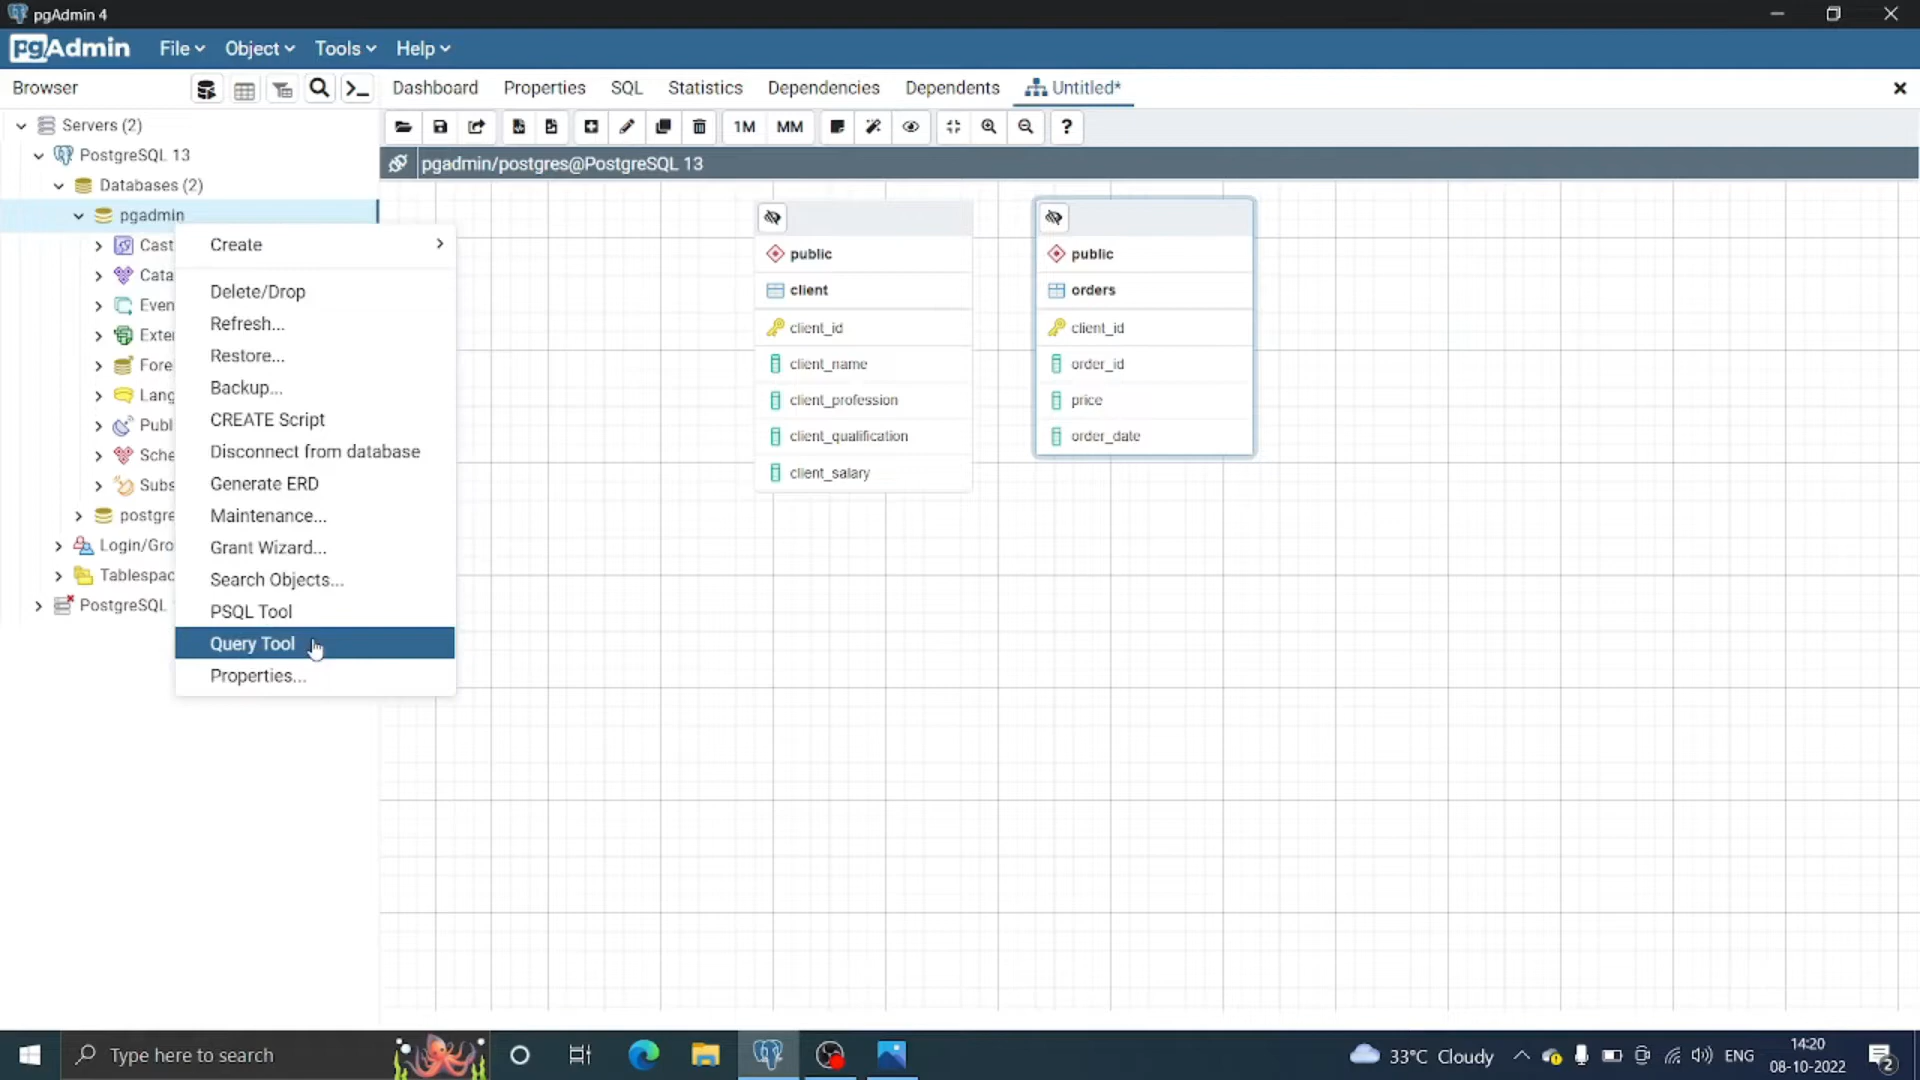 pgAdmin 4
pgAdmin File Object Tools Help
Browser Dashboard Properties SQL Statistics Dependencies Dependents Untitled*
Servers (2)
1M MM ?
PostgreSQL 13
pgadmin/postgres@PostgreSQL 13
Databases (2)
pgadmin
Cast
Cata
Even
Exte
Fore
Lang
Publ
Sche
Subs
postgre
Login/Gro
Tablespac
PostgreSQL
Create
Delete/Drop
Refresh...
Restore...
Backup...
CREATE Script
Disconnect from database
Generate ERD
Maintenance...
Grant Wizard...
Search Objects...
PSQL Tool
Query Tool
Properties...
public
client
client_id
client_name
client_profession
client_qualification
client_salary
public
orders
client_id
order_id
price
order_date
Type here to search
33°C Cloudy
ENG
14:20
08-10-2022
2